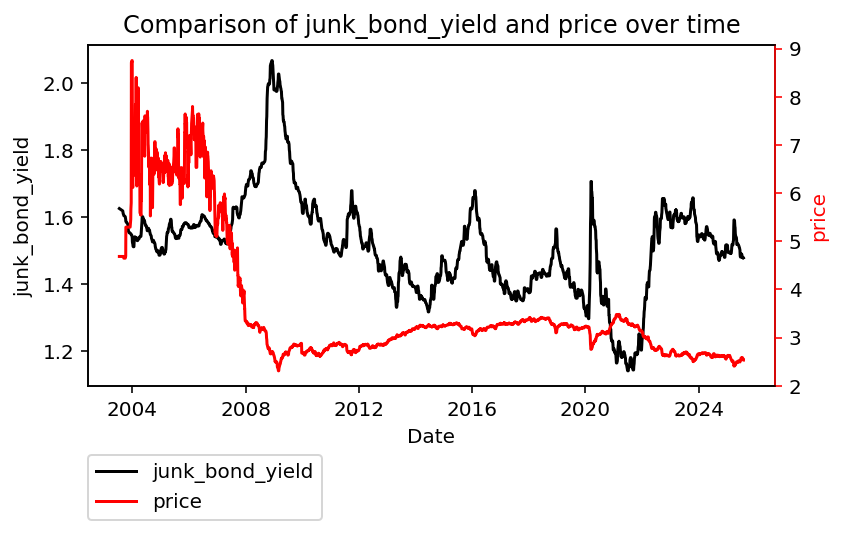 Comparison of junk_bond_yield and price over time
junk_bond_yield
2.0
1.8
1.6
1.4
1.2
9
8
7
6
5
4
3
2
price
2004 2008 2012 2016 2020 2024
Date
junk_bond_yield
price